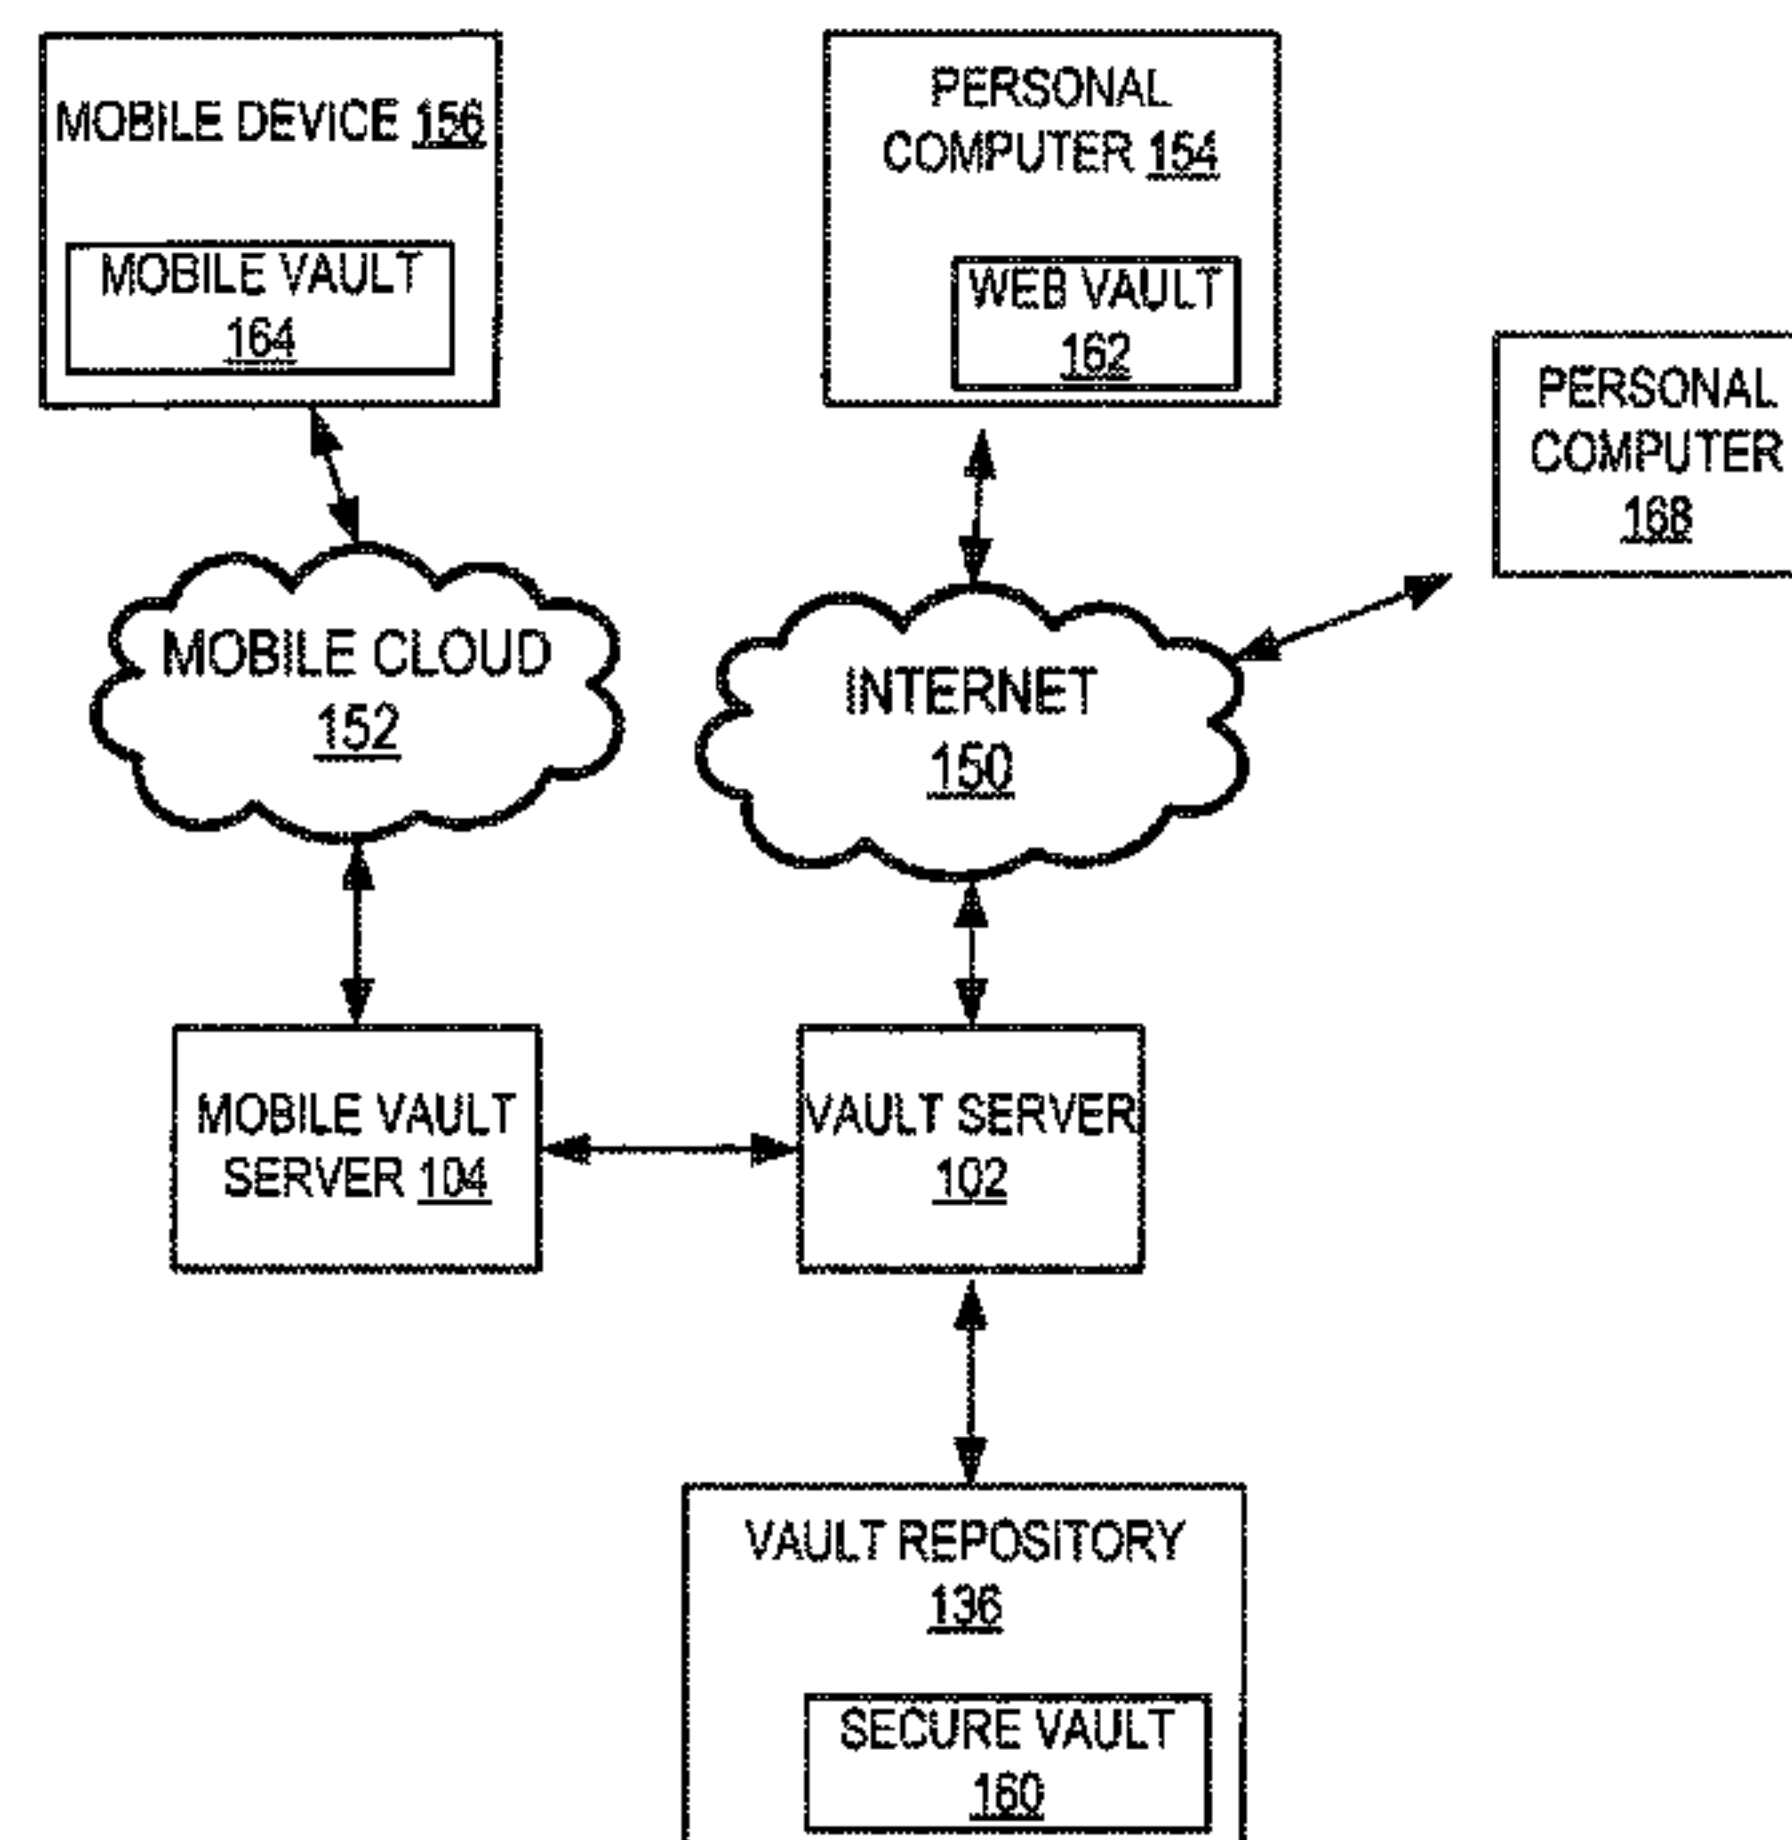 MOBILE DEVICE 156
MOBILE VAULT
164
PERSONAL
COMPUTER 154
WEB VAULT
162
PERSONAL
COMPUTER
168
MOBILE CLOUD
152
INTERNET
150
MOBILE VAULT
SERVER 104
VAULT SERVER
102
VAULT REPOSITORY
136
SECURE VAULT
160